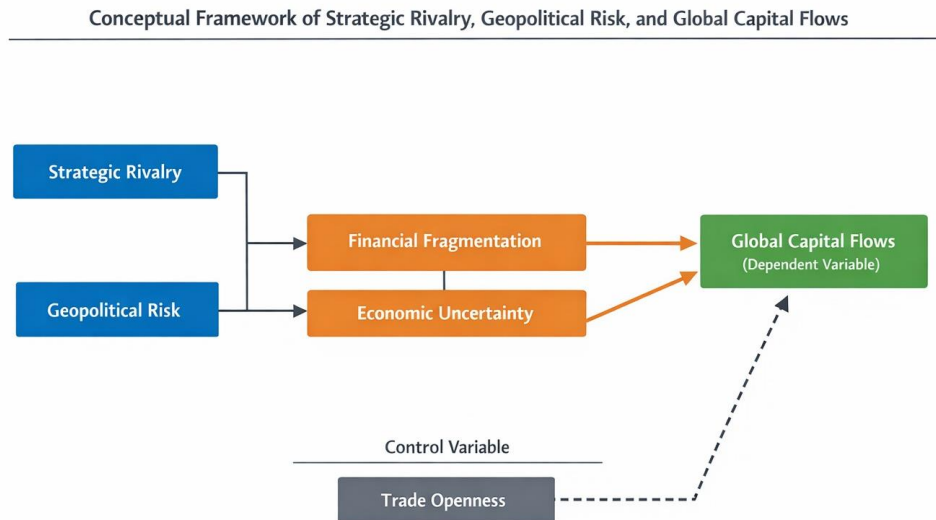 Conceptual Framework of Strategic Rivalry, Geopolitical Risk, and Global Capital Flows
Strategic Rivalry
Financial Fragmentation
Global Capital Flows
(Dependent Variable)
Geopolitical Risk
Economic Uncertainty
Control Variable
Trade Openness